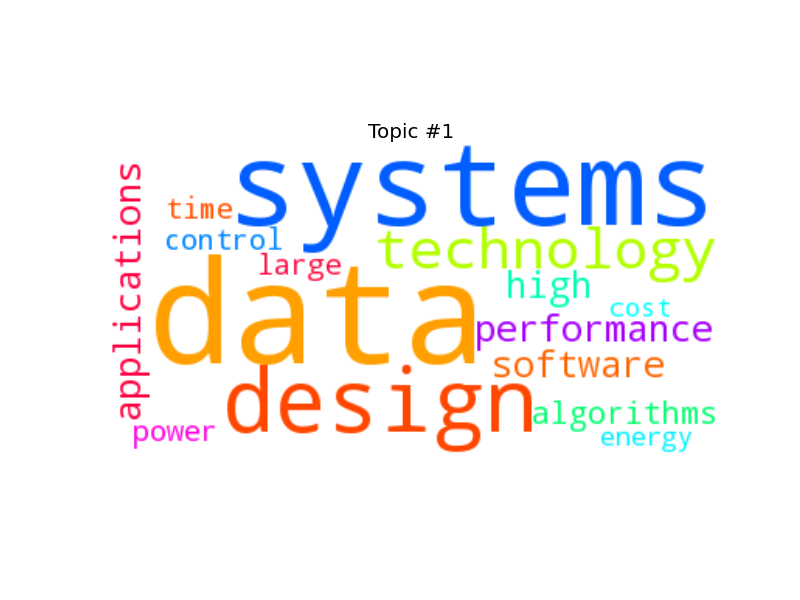 Topic #1
systems
applications
time
control
technology
large
data
high
cost
performance
software
design
algorithms
power
energy